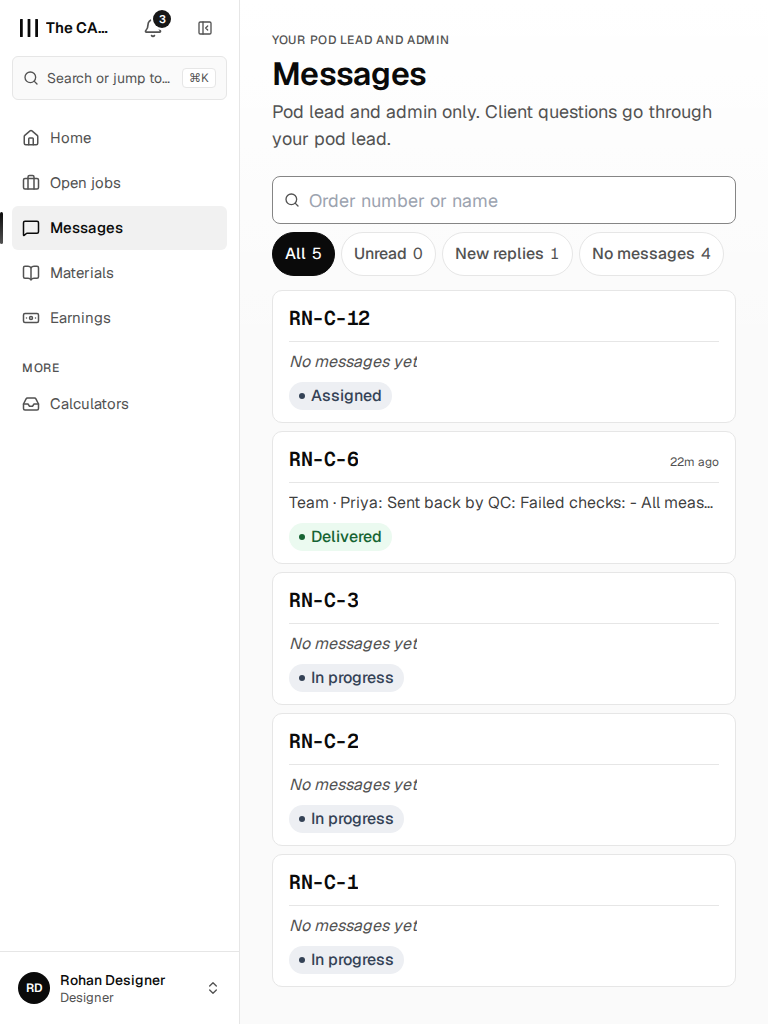 The CA...
3
Search or jump to...
⌘K
Home
Open jobs
Messages
Materials
Earnings
MORE
Calculators
RD
Rohan Designer
Designer
YOUR POD LEAD AND ADMIN
Messages
Pod lead and admin only. Client questions go through
your pod lead.
Order number or name
All 5
Unread 0
New replies 1
No messages 4
RN-C-12
No messages yet
Assigned
RN-C-6
22m ago
Team · Priya: Sent back by QC: Failed checks: - All meas...
Delivered
RN-C-3
No messages yet
In progress
RN-C-2
No messages yet
In progress
RN-C-1
No messages yet
In progress